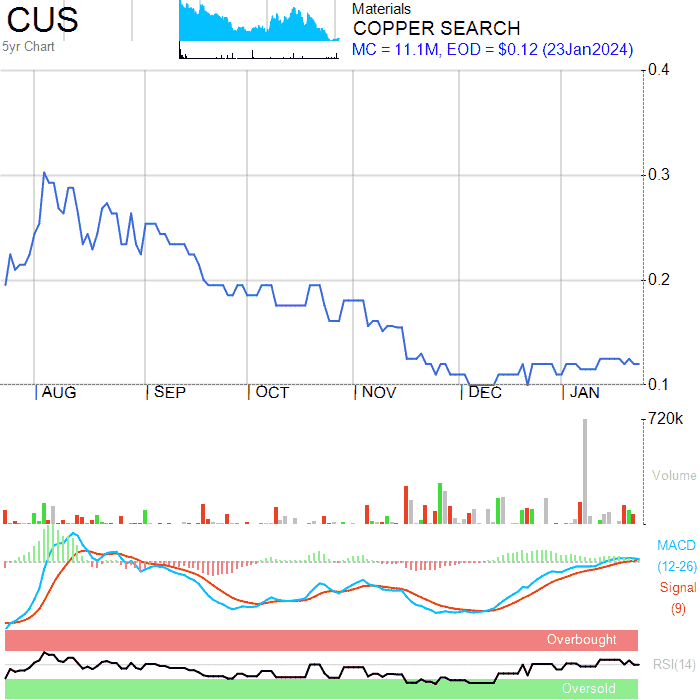 CUS
5yr Chart
Materials
COPPER SEARCH
MC = 11.1M, EOD = $0.12 (23Jan2024)
0.4
0.3
0.2
0.1
AUG SEP OCT NOV DEC JAN
720k
Volume
MACD
(12-26)
Signal
(9)
Overbought
RSI(14)
Oversold